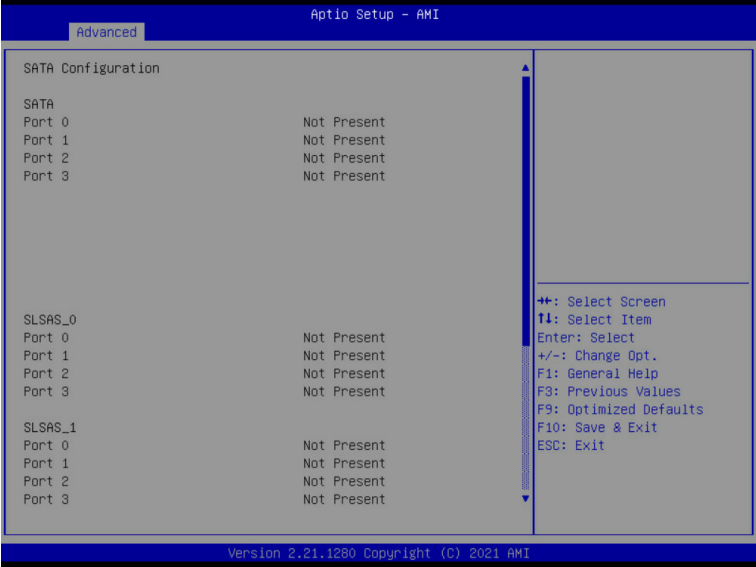 Aptio Setup – AMI
Advanced
SATA Configuration
SATA
Port 0 Not Present
Port 1 Not Present
Port 2 Not Present
Port 3 Not Present
SLSAS_0
Port 0 Not Present
Port 1 Not Present
Port 2 Not Present
Port 3 Not Present
SLSAS_1
Port 0 Not Present
Port 1 Not Present
Port 2 Not Present
Port 3 Not Present
→←: Select Screen
↑↓: Select Item
Enter: Select
+/-: Change Opt.
F1: General Help
F3: Previous Values
F9: Optimized Defaults
F10: Save & Exit
ESC: Exit
Version 2.21.1280 Copyright (C) 2021 AMI